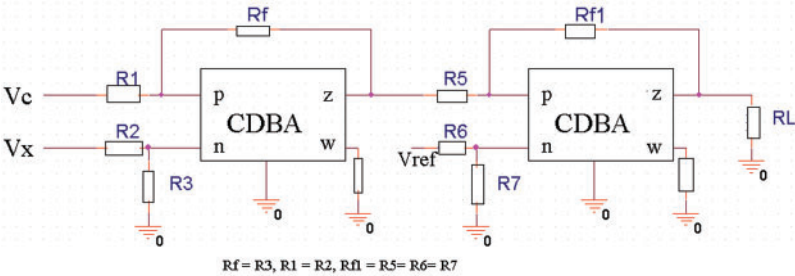 Rf
Rf1
Vc
R1
p
z
R5
p
z
CDBA
CDBA
RL
Vx
R2
n
w
R6
n
w
Vref
R3
R7
0
0
0
0
0
0
0
Rf = R3, R1 = R2, Rf1 = R5= R6= R7